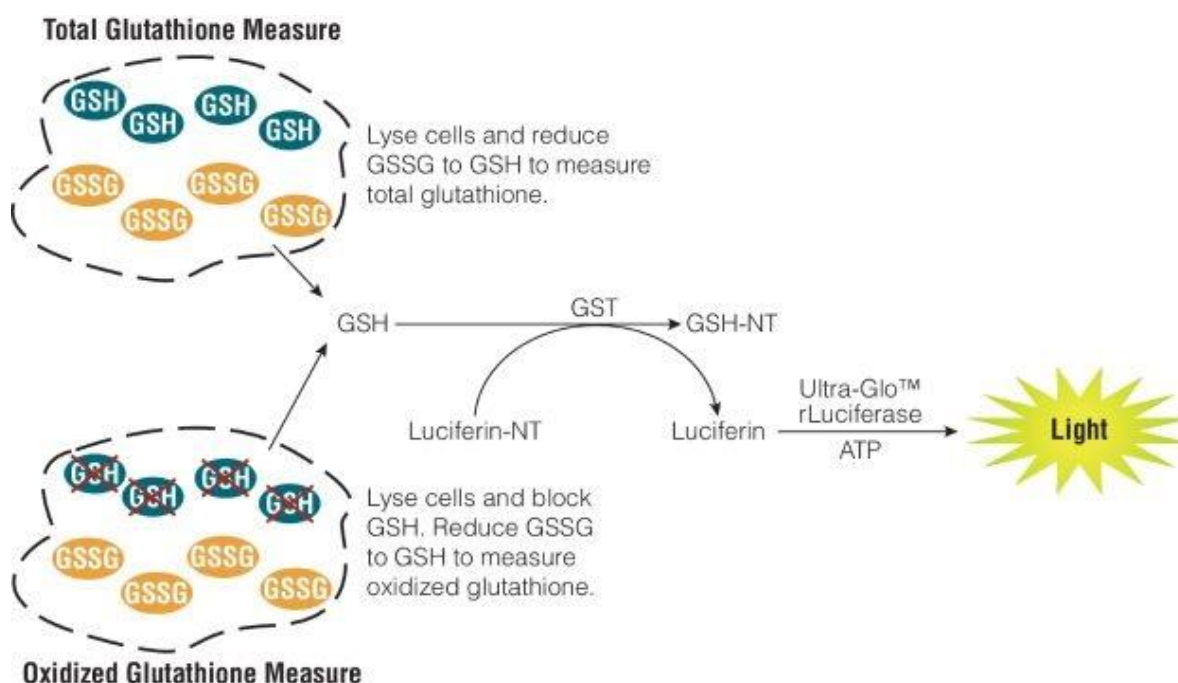 Total Glutathione Measure
GSH
GSH
GSH
GSH
GSSG
GSSG
GSSG
GSSG
Lyse cells and reduce
GSSG to GSH to measure
total glutathione.
GSH
GST
GSH-NT
Luciferin-NT
Luciferin
Ultra-Glo™
rLuciferase
ATP
Light
GSH
GSH
GSH
GSH
GSSG
GSSG
GSSG
GSSG
Lyse cells and block
GSH. Reduce GSSG
to GSH to measure
oxidized glutathione.
Oxidized Glutathione Measure